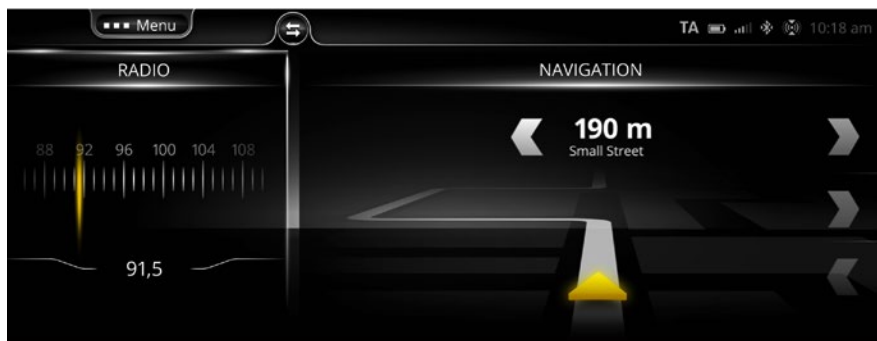 Menu
TA 10:18 am
RADIO
NAVIGATION
88 92 96 100 104 108
190 m
Small Street
91,5